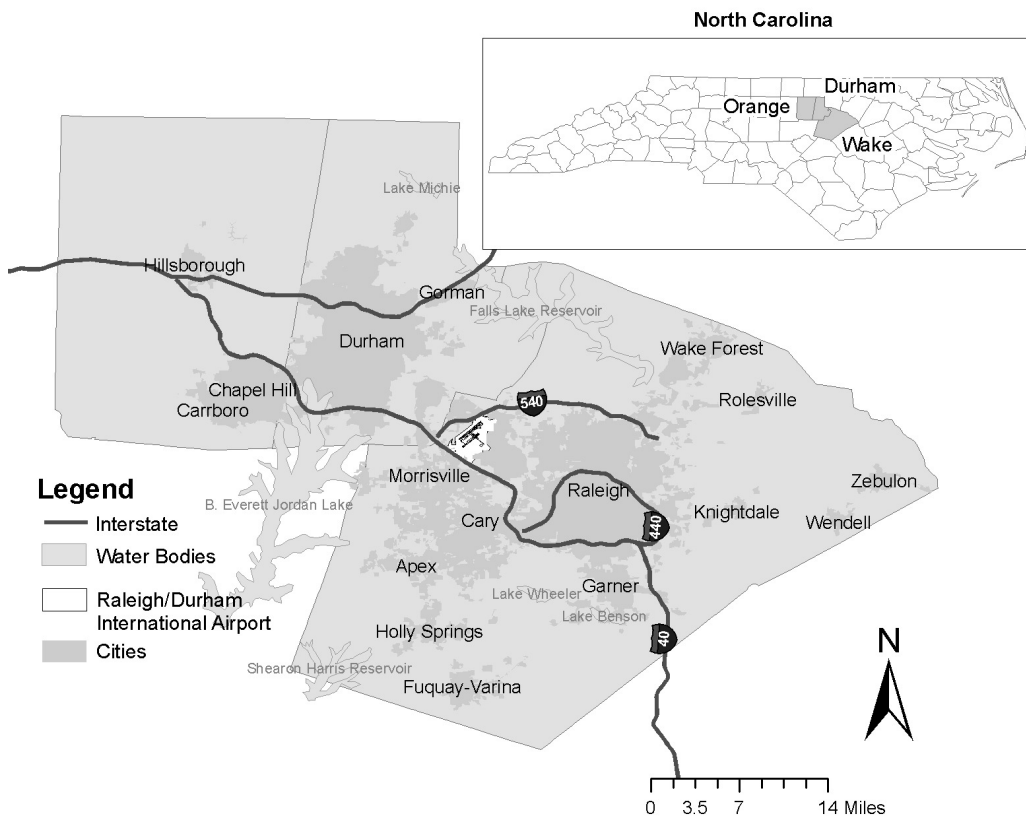 North Carolina
Durham
Orange
Wake
Lake Michie
Hillsborough
Gorman
Falls Lake Reservoir
Durham
Wake Forest
Chapel Hill
Carrboro
540
Rolesville
Morrisville
Raleigh
Zebulon
Legend
B. Everett Jordan Lake
Knightdale
Interstate
Cary
440
Wendell
Water Bodies
Apex
Garner
Lake Wheeler
Raleigh/Durham
International Airport
Lake Benson
Holly Springs
40
Cities
Shearon Harris Reservoir
Fuquay-Varina
N
0 3.5 7 14 Miles